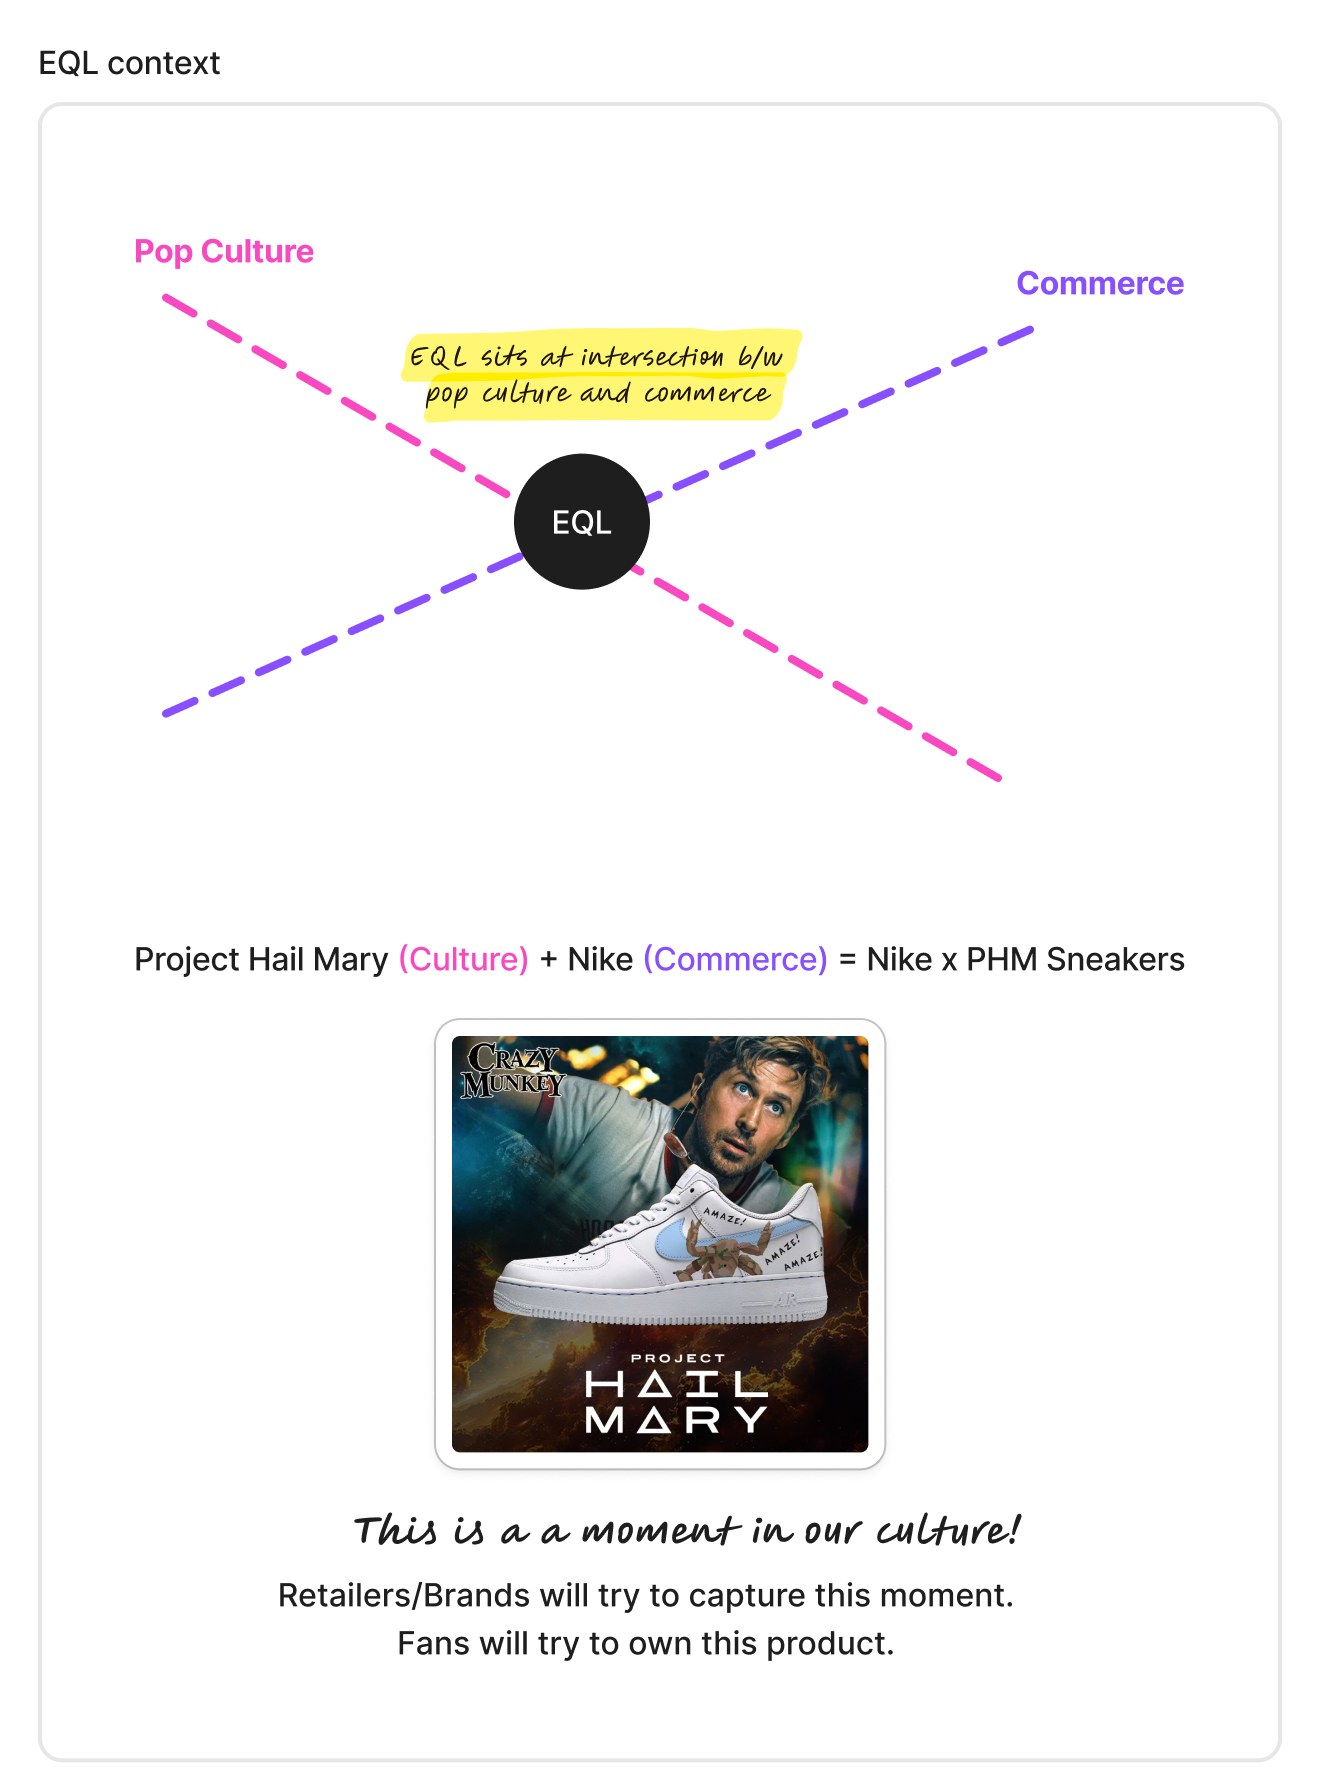 EQL context
Pop Culture
Commerce
EQL sits at intersection b/w
pop culture and commerce
EQL
Project Hail Mary (Culture) + Nike (Commerce) = Nike x PHM Sneakers
CRAZY
MUNKEY
AMAZE!
AMAZE!
AMAZE!
AIR
PROJECT
HAIL
MARY
This is a a moment in our culture!
Retailers/Brands will try to capture this moment.
Fans will try to own this product.